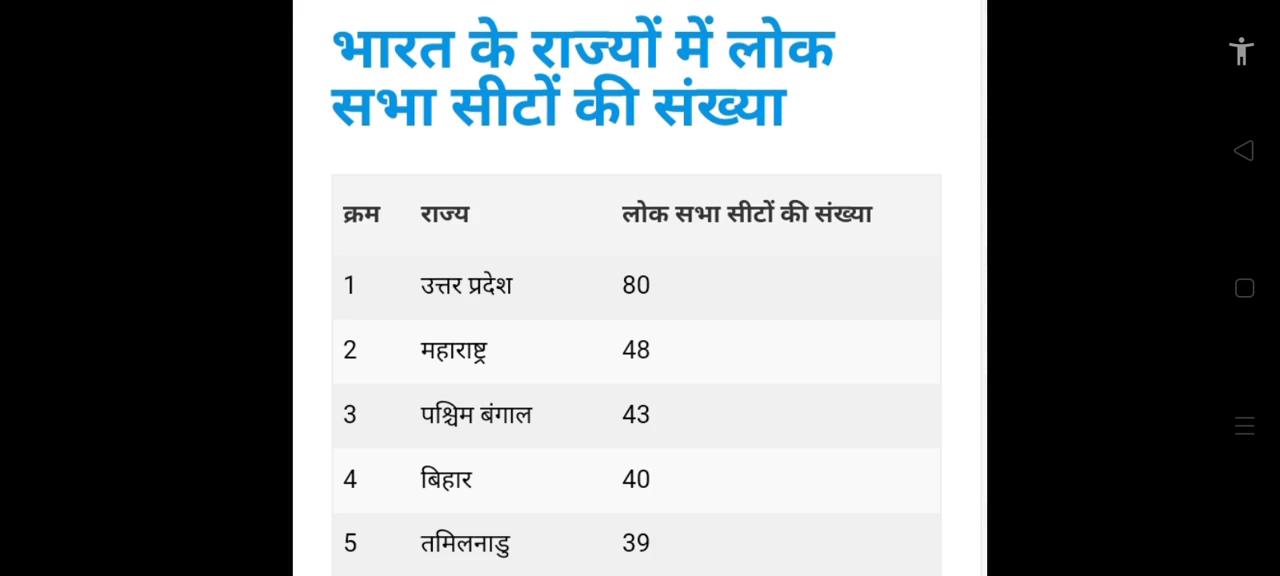 भारत के राज्यों में लोक
सभा सीटों की संख्या
क्रम राज्य लोक सभा सीटों की संख्या
1 उत्तर प्रदेश 80
2 महाराष्ट्र 48
3 पश्चिम बंगाल 43
4 बिहार 40
5 तमिलनाडु 39